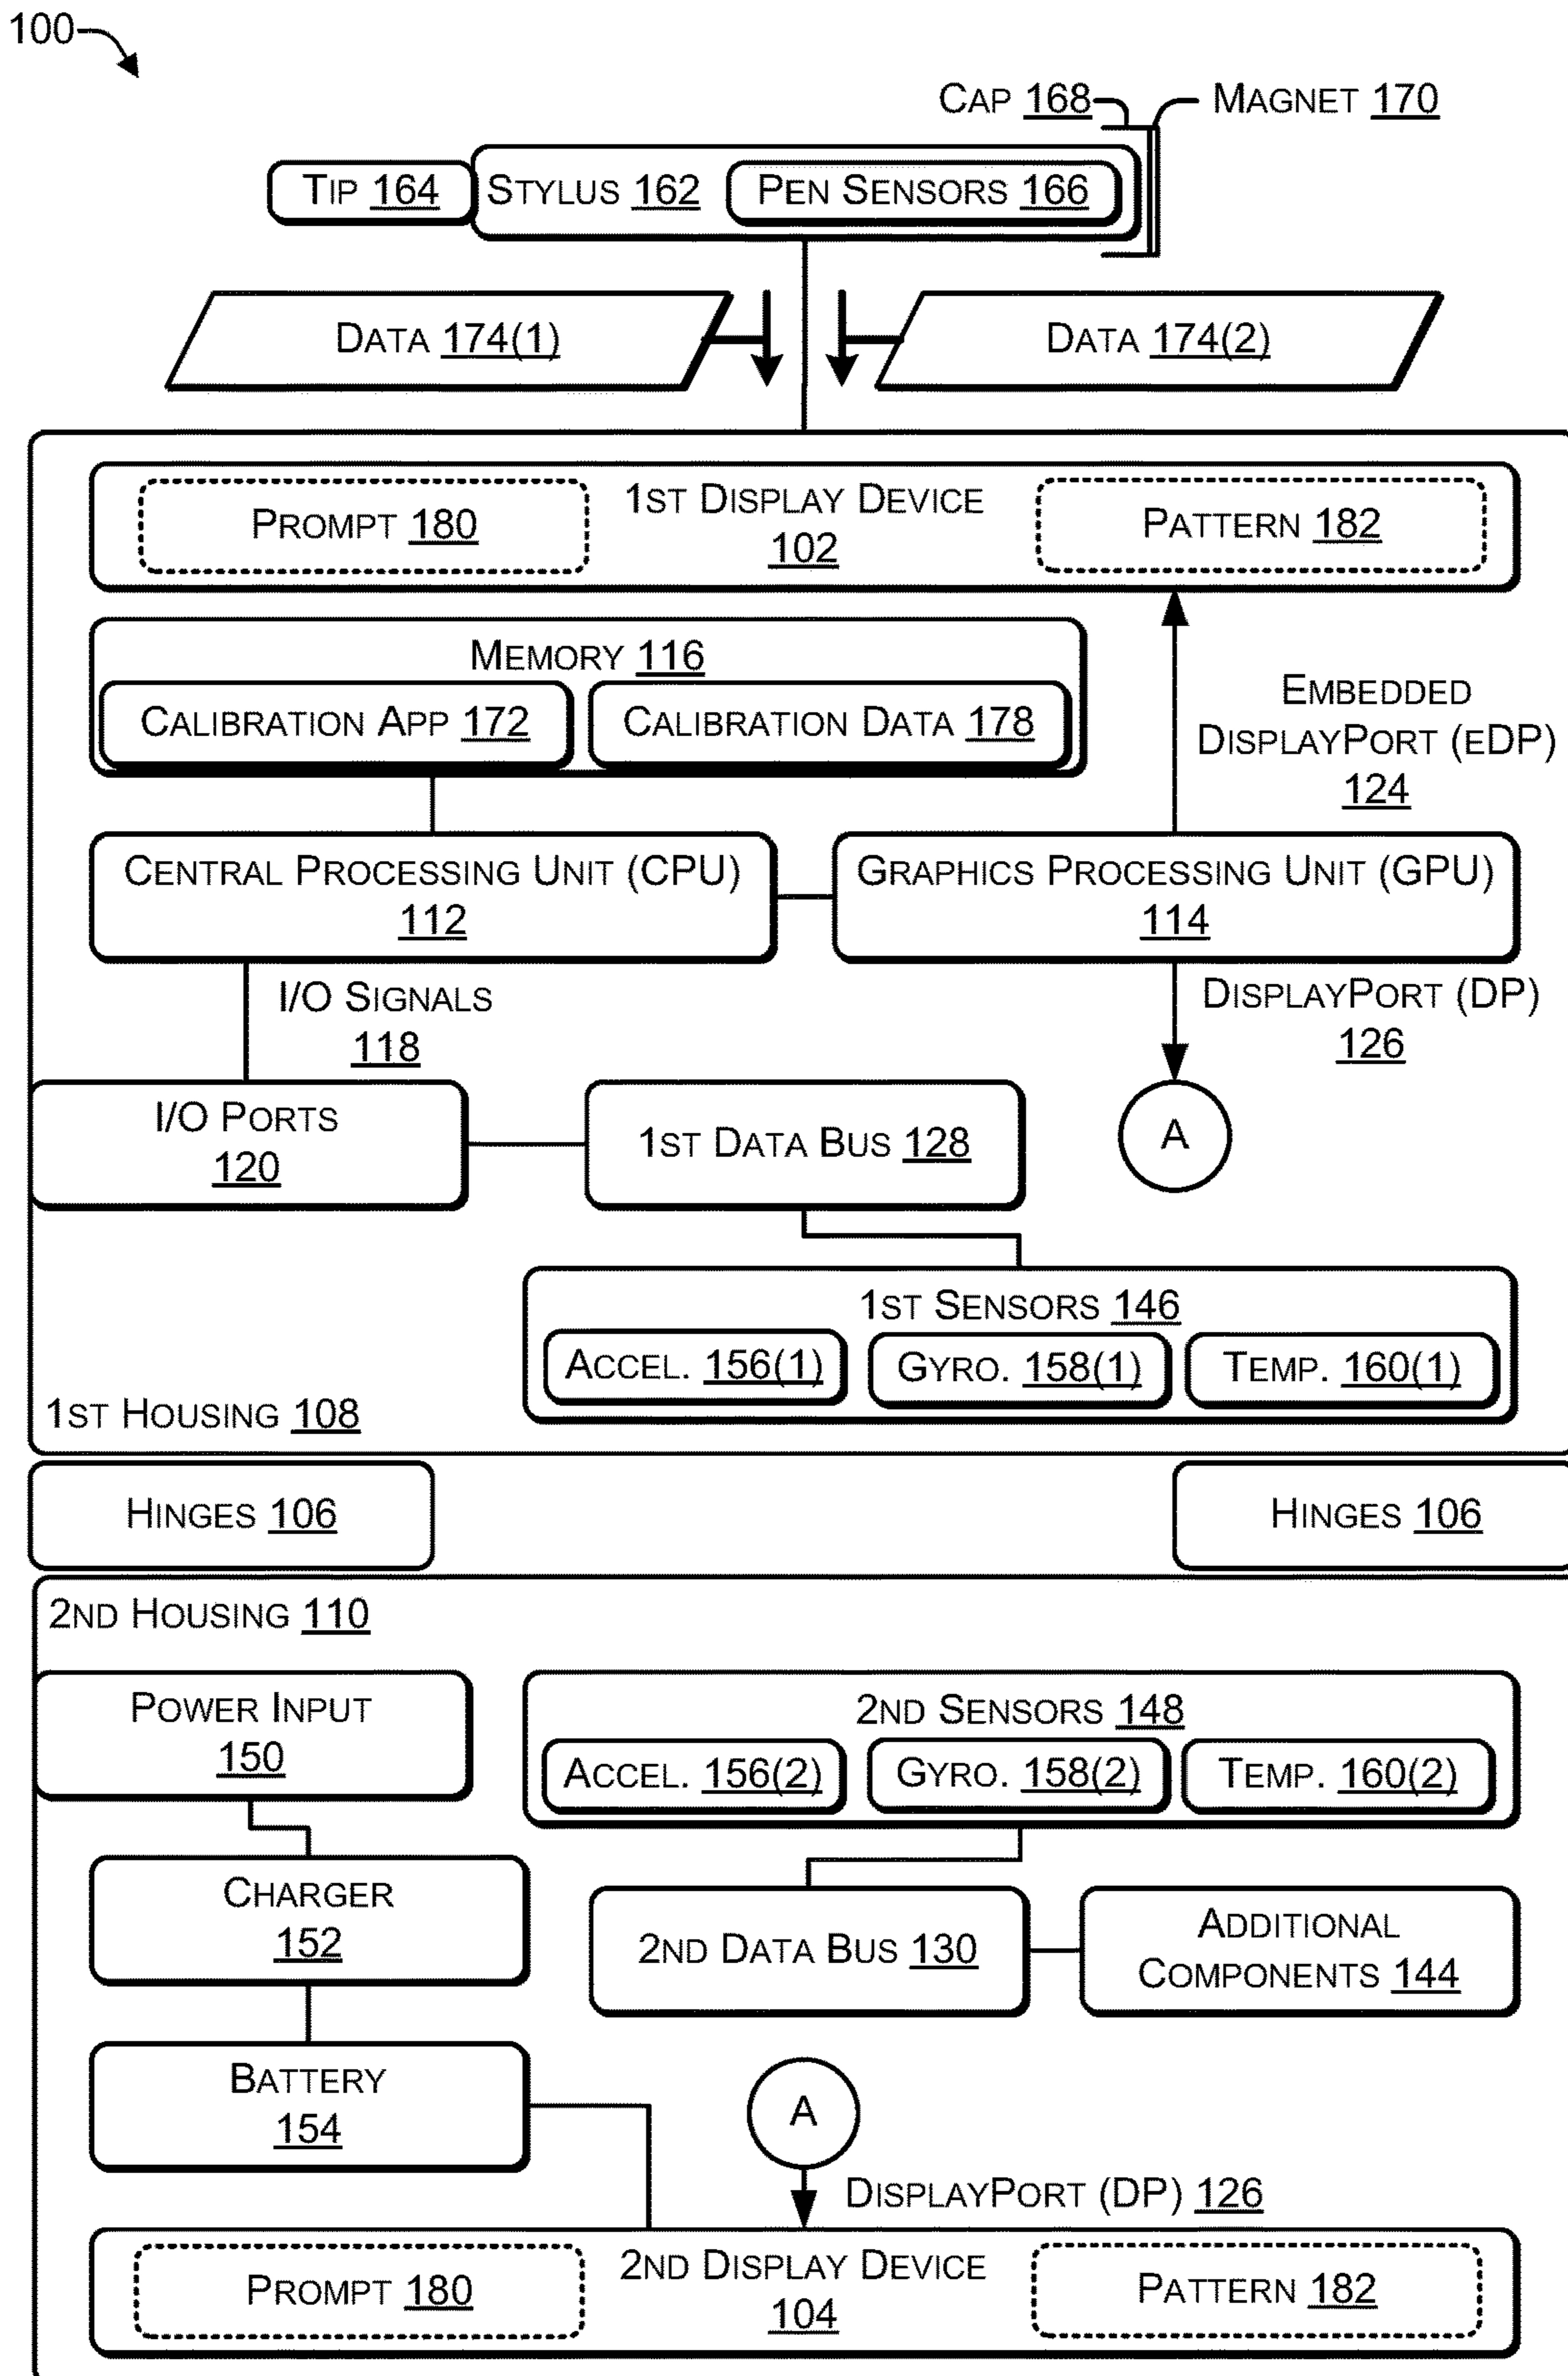 100
CAP 168
MAGNET 170
TIP 164
STYLUS 162
PEN SENSORS 166
DATA 174(1)
DATA 174(2)
PROMPT 180
1ST DISPLAY DEVICE
102
PATTERN 182
MEMORY 116
CALIBRATION APP 172
CALIBRATION DATA 178
EMBEDDED
DISPLAYPORT (EDP)
124
CENTRAL PROCESSING UNIT (CPU)
112
GRAPHICS PROCESSING UNIT (GPU)
114
I/O SIGNALS
118
DISPLAYPORT (DP)
126
I/O PORTS
120
1ST DATA BUS 128
A
1ST SENSORS 146
ACCEL. 156(1)
GYRO. 158(1)
TEMP. 160(1)
1ST HOUSING 108
HINGES 106
HINGES 106
2ND HOUSING 110
POWER INPUT
150
2ND SENSORS 148
ACCEL. 156(2)
GYRO. 158(2)
TEMP. 160(2)
CHARGER
152
2ND DATA BUS 130
ADDITIONAL
COMPONENTS 144
BATTERY
154
A
DISPLAYPORT (DP) 126
PROMPT 180
2ND DISPLAY DEVICE
104
PATTERN 182